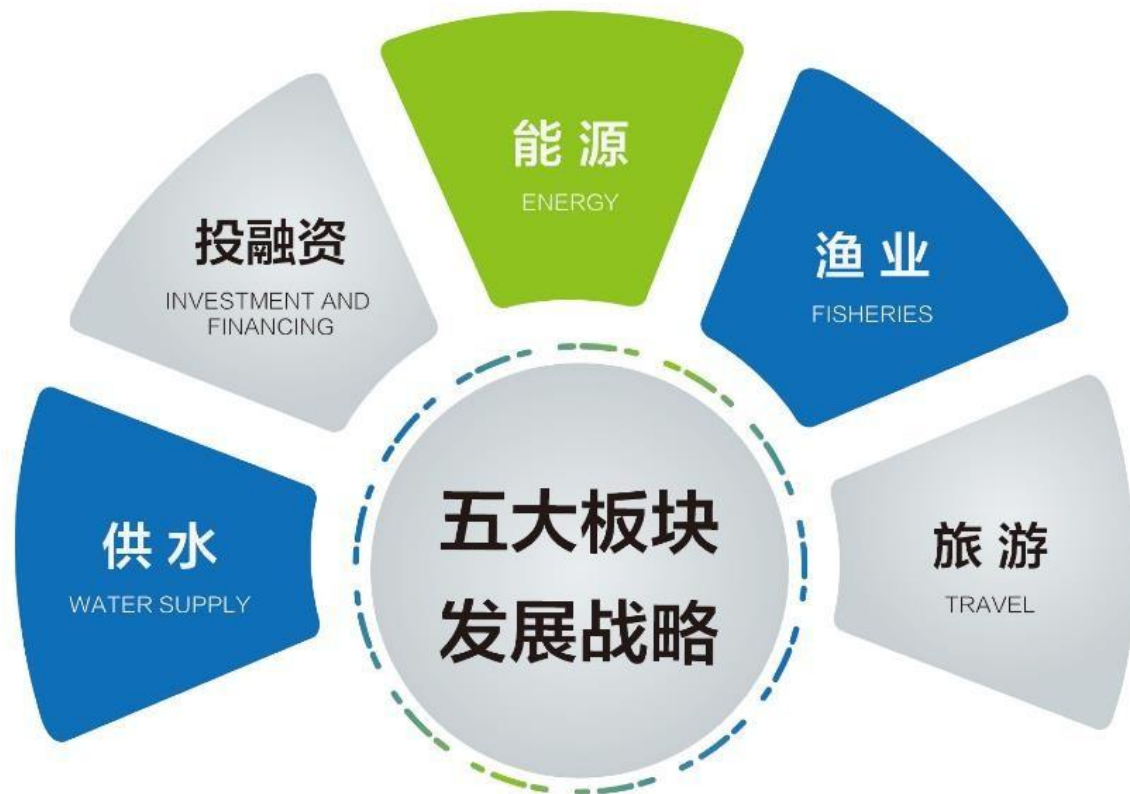 能源
ENERGY
投融资
INVESTMENT AND
FINANCING
渔业
FISHERIES
供水
WATER SUPPLY
五大板块
发展战略
旅游
TRAVEL